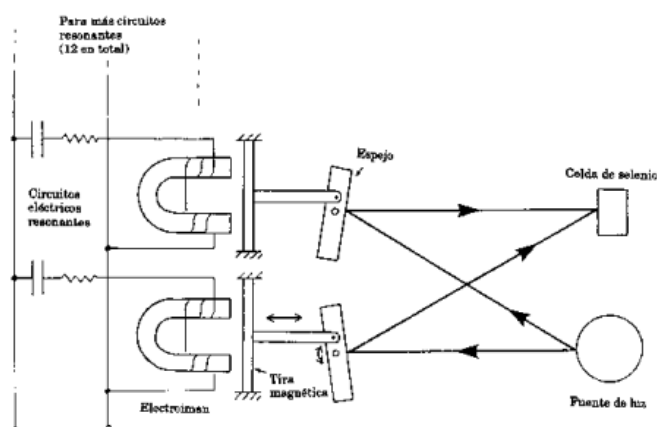 Para más circuitos
resonantes
(12 en total)
Espejo
Celda de selenio
Circuitos
eléctricos
resonantes
Tira
magnética
Electroiman
Fuente de luz